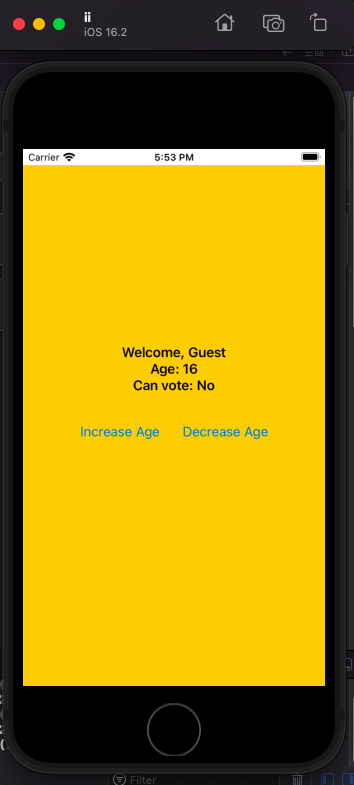 ii
iOS 16.2
Carrier 5:53 PM
Welcome, Guest
Age: 16
Can vote: No
Increase Age Decrease Age
Filter